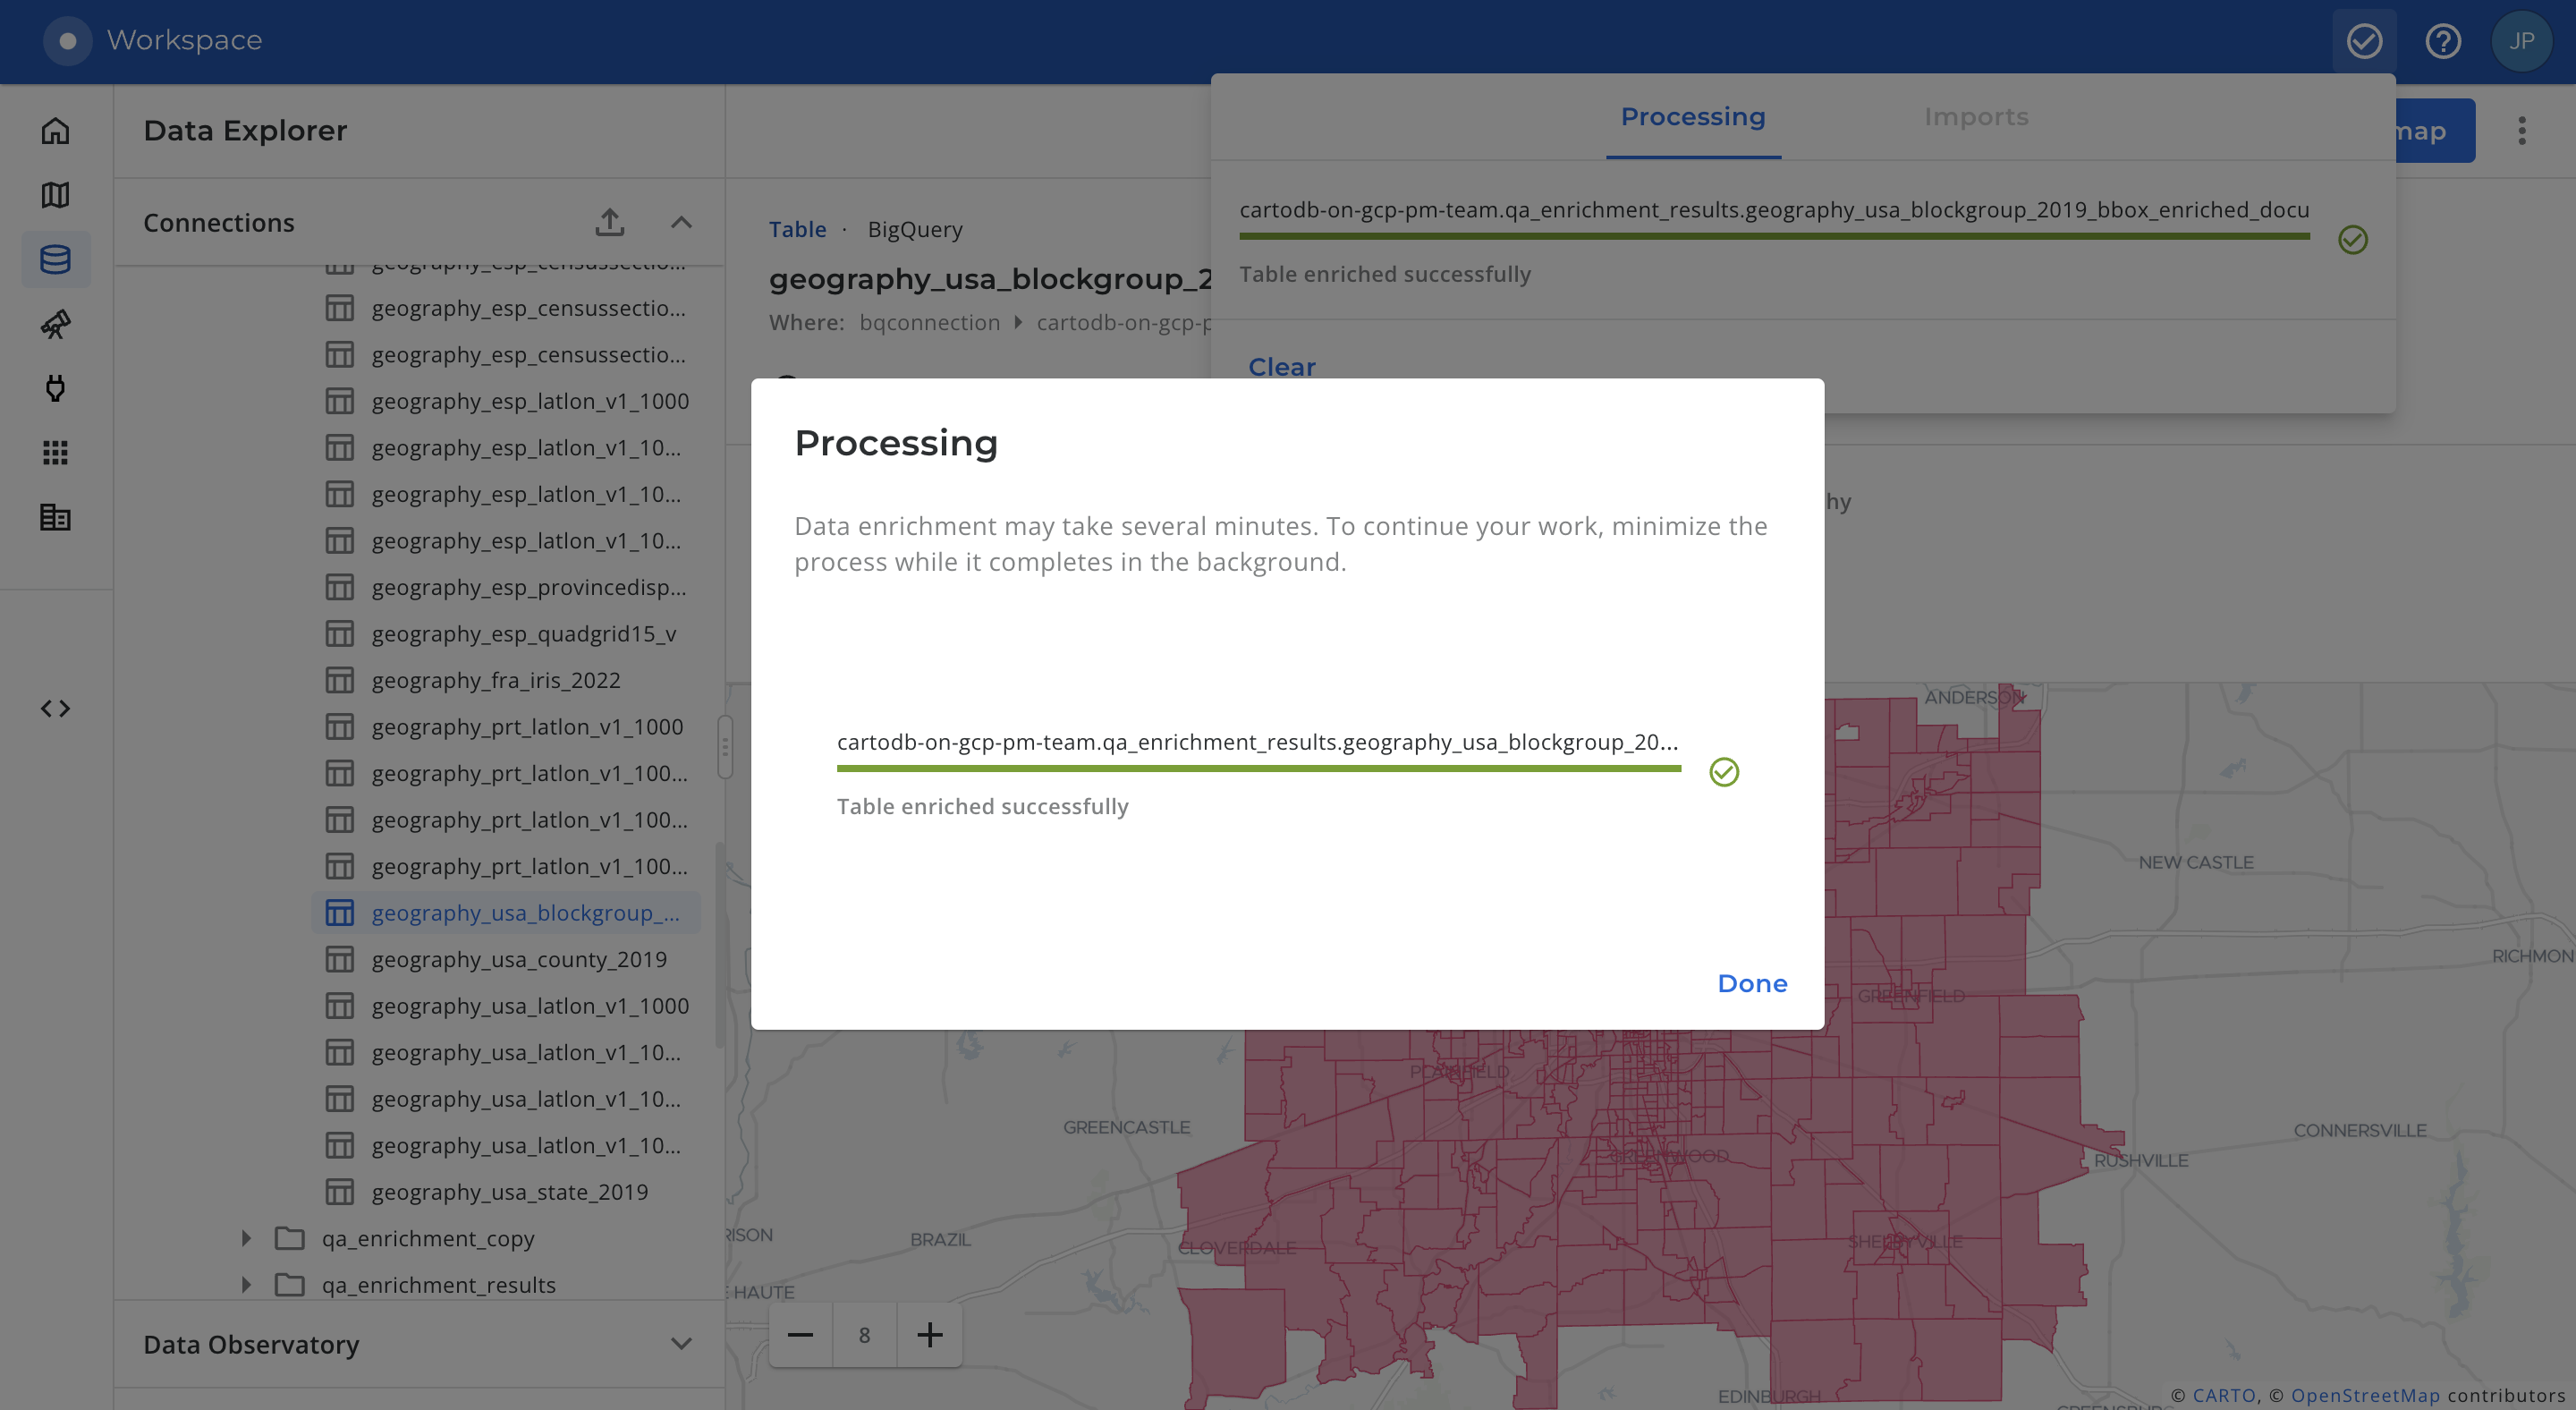 Workspace
JP
Data Explorer
Processing
Imports
map
Connections
Table · BigQuery
geography_usa_blockgroup_2
Where: bqconnection cartodb-on-gcp-p
cartodb-on-gcp-pm-team.qa_enrichment_results.geography_usa_blockgroup_2019_bbox_enriched_docu
Table enriched successfully
Clear
geography_esp_censussectio...
geography_esp_censussectio...
geography_esp_censussectio...
geography_esp_latlon_v1_1000
geography_esp_latlon_v1_10...
geography_esp_latlon_v1_10...
geography_esp_latlon_v1_10...
geography_esp_provincedisp...
geography_esp_quadgrid15_v
geography_fra_iris_2022
geography_prt_latlon_v1_1000
geography_prt_latlon_v1_100...
geography_prt_latlon_v1_100...
geography_prt_latlon_v1_100...
geography_usa_blockgroup_...
geography_usa_county_2019
geography_usa_latlon_v1_1000
geography_usa_latlon_v1_10...
geography_usa_latlon_v1_10...
geography_usa_latlon_v1_10...
geography_usa_state_2019
qa_enrichment_copy
qa_enrichment_results
Data Observatory
Processing
Data enrichment may take several minutes. To continue your work, minimize the
process while it completes in the background.
cartodb-on-gcp-pm-team.qa_enrichment_results.geography_usa_blockgroup_20...
Table enriched successfully
Done
hy
ANDERSON
NEW CASTLE
RICHMON
GREENFIELD
PLAINFIELD
GREENCASTLE
CONNERSVILLE
GREENWOOD
RUSHVILLE
RISON
BRAZIL
CLOVERDALE
SHELBYVILLE
HAUTE
8
EDINBURGH
© CARTO, © OpenStreetMap contributors